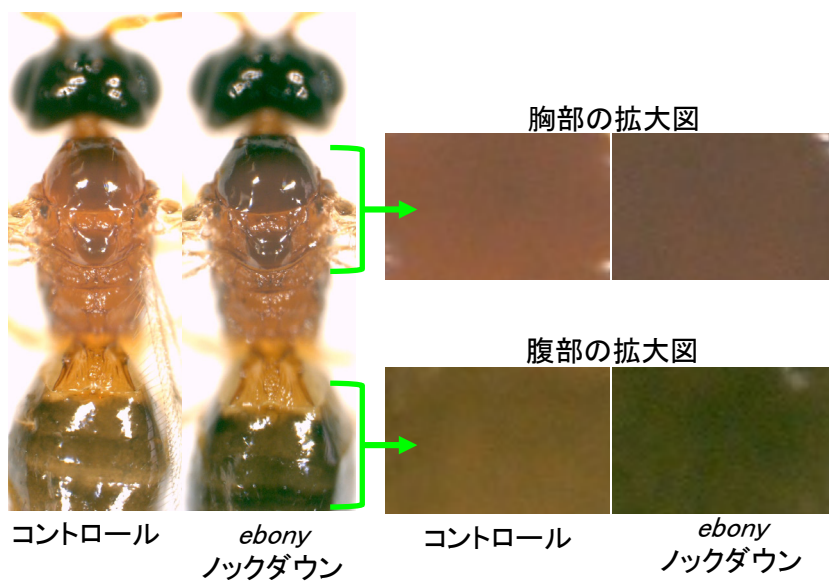 胸部の拡大図
腹部の拡大図
コントロール
ebony
ノックダウン
コントロール
ebony
ノックダウン